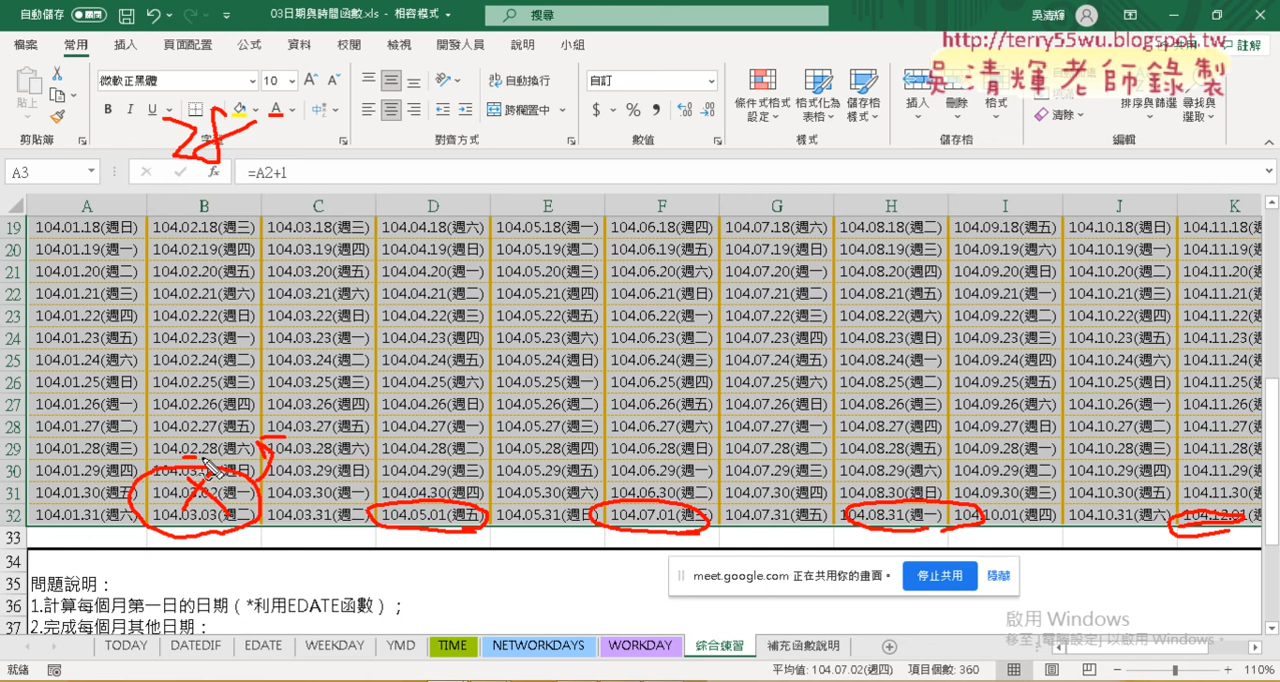 自動儲存 03日期與時間函數.xls - 相容模式 搜尋 吳清輝
檔案 常用 插入 頁面配置 公式 資料 校閱 檢視 開發人員 說明 小組 註解
http://terry55wu.blogspot.tw
吳清輝老師錄製
微軟正黑體 10 自動換行 自訂
貼上 B I U 跨欄置中 $ % 條件式格式設定 格式化為表格 儲存格樣式 插入 刪除 格式 清除 排序與篩選 尋找與選取
28
剪貼簿 字型 對齊方式 數值 樣式 儲存格 編輯
A3 fx =A2+1
A B C D E F G H I J K
19 104.01.18(週日) 104.02.18(週三) 104.03.18(週三) 104.04.18(週六) 104.05.18(週一) 104.06.18(週四) 104.07.18(週六) 104.08.18(週二) 104.09.18(週五) 104.10.18(週日) 104.11.18(
20 104.01.19(週一) 104.02.19(週四) 104.03.19(週四) 104.04.19(週日) 104.05.19(週二) 104.06.19(週五) 104.07.19(週日) 104.08.19(週三) 104.09.19(週六) 104.10.19(週一) 104.11.19(
21 104.01.20(週二) 104.02.20(週五) 104.03.20(週五) 104.04.20(週一) 104.05.20(週三) 104.06.20(週六) 104.07.20(週一) 104.08.20(週四) 104.09.20(週日) 104.10.20(週二) 104.11.20(
22 104.01.21(週三) 104.02.21(週六) 104.03.21(週六) 104.04.21(週二) 104.05.21(週四) 104.06.21(週日) 104.07.21(週二) 104.08.21(週五) 104.09.21(週一) 104.10.21(週三) 104.11.21(
23 104.01.22(週四) 104.02.22(週日) 104.03.22(週日) 104.04.22(週三) 104.05.22(週五) 104.06.22(週一) 104.07.22(週三) 104.08.22(週六) 104.09.22(週二) 104.10.22(週四) 104.11.22(
24 104.01.23(週五) 104.02.23(週一) 104.03.23(週一) 104.04.23(週四) 104.05.23(週六) 104.06.23(週二) 104.07.23(週四) 104.08.23(週日) 104.09.23(週三) 104.10.23(週五) 104.11.23(
25 104.01.24(週六) 104.02.24(週二) 104.03.24(週二) 104.04.24(週五) 104.05.24(週日) 104.06.24(週三) 104.07.24(週五) 104.08.24(週一) 104.09.24(週四) 104.10.24(週六) 104.11.24(
26 104.01.25(週日) 104.02.25(週三) 104.03.25(週三) 104.04.25(週六) 104.05.25(週一) 104.06.25(週四) 104.07.25(週六) 104.08.25(週二) 104.09.25(週五) 104.10.25(週日) 104.11.25(
27 104.01.26(週一) 104.02.26(週四) 104.03.26(週四) 104.04.26(週日) 104.05.26(週二) 104.06.26(週五) 104.07.26(週日) 104.08.26(週三) 104.09.26(週六) 104.10.26(週一) 104.11.26(
28 104.01.27(週二) 104.02.27(週五) 104.03.27(週五) 104.04.27(週一) 104.05.27(週三) 104.06.27(週六) 104.07.27(週一) 104.08.27(週四) 104.09.27(週日) 104.10.27(週二) 104.11.27(
29 104.01.28(週三) 104.02.28(週六) 104.03.28(週六) 104.04.28(週二) 104.05.28(週四) 104.06.28(週日) 104.07.28(週二) 104.08.28(週五) 104.09.28(週一) 104.10.28(週三) 104.11.28(
30 104.01.29(週四) 週日) 104.03.29(週日) 104.04.29(週三) 104.05.29(週五) 104.06.29(週一) 104.07.29(週三) 104.08.29(週六) 104.09.29(週二) 104.10.29(週四) 104.11.29(
31 104.01.30(週五) 104.03.02(週一) 104.03.30(週一) 104.04.30(週四) 104.05.30(週六) 104.06.30(週二) 104.07.30(週四) 104.08.30(週日) 104.09.30(週三) 104.10.30(週五) 104.11.30(
32 104.01.31(週六) 104.03.03(週二) 104.03.31(週二) 104.05.01(週五) 104.05.31(週日) 104.07.01(週三) 104.07.31(週五) 104.08.31(週一) 104.10.01(週四) 104.10.31(週六) 104.12.01(
33
34
35 問題說明：
36 1.計算每個月第一日的日期（*利用EDATE函數）；
37 2.完成每個月其他日期：
meet.google.com 正在共用你的畫面。 停止共用 隱藏
啟用 Windows
移至 [電腦設定] 以啟用 Windows。
TODAY DATEDIF EDATE WEEKDAY YMD TIME NETWORKDAYS WORKDAY 綜合練習 補充函數說明
就緒 平均值: 104.07.02(週四) 項目個數: 360 110%